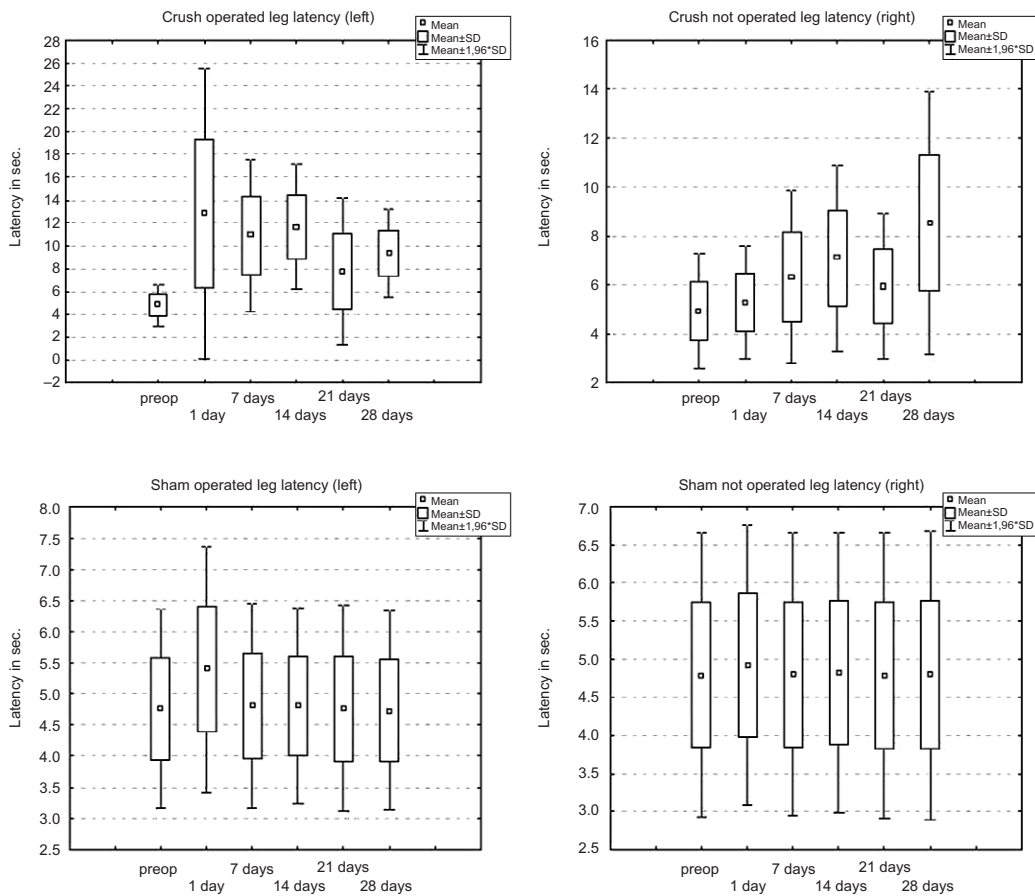 Crush operated leg latency (left)
Mean
Mean±SD
Mean±1,96*SD
Latency in sec.
28
26
24
22
20
18
16
14
12
10
8
6
4
2
0
–2
preop
1 day
7 days
14 days
21 days
28 days
Crush not operated leg latency (right)
Mean
Mean±SD
Mean±1,96*SD
Latency in sec.
16
14
12
10
8
6
4
2
preop
1 day
7 days
14 days
21 days
28 days
Sham operated leg latency (left)
Mean
Mean±SD
Mean±1,96*SD
Latency in sec.
8.0
7.5
7.0
6.5
6.0
5.5
5.0
4.5
4.0
3.5
3.0
2.5
preop
1 day
7 days
14 days
21 days
28 days
Sham not operated leg latency (right)
Mean
Mean±SD
Mean±1,96*SD
Latency in sec.
7.0
6.5
6.0
5.5
5.0
4.5
4.0
3.5
3.0
2.5
preop
1 day
7 days
14 days
21 days
28 days